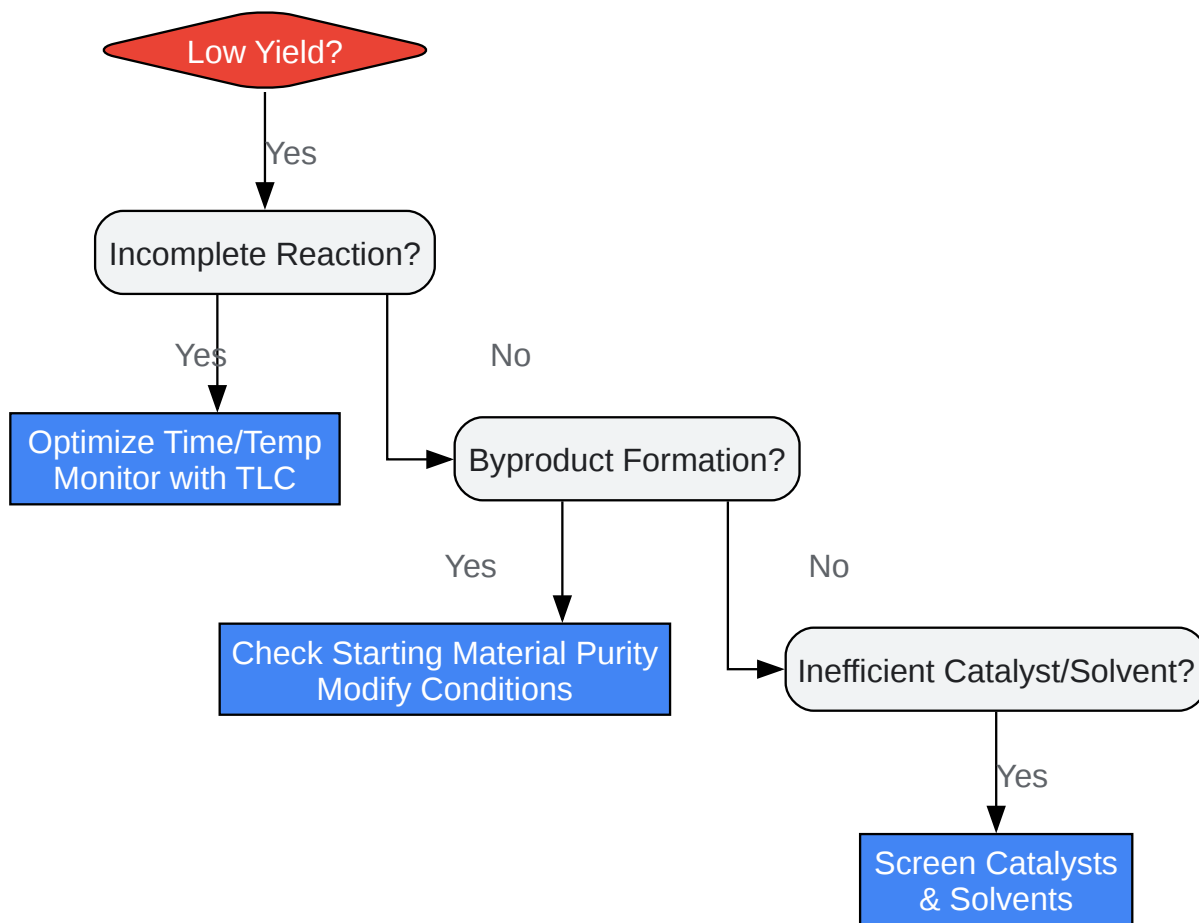 Low Yield?
Yes
Incomplete Reaction?
Yes
No
Optimize Time/Temp
Monitor with TLC
Byproduct Formation?
Yes
No
Check Starting Material Purity
Modify Conditions
Inefficient Catalyst/Solvent?
Yes
Screen Catalysts
& Solvents